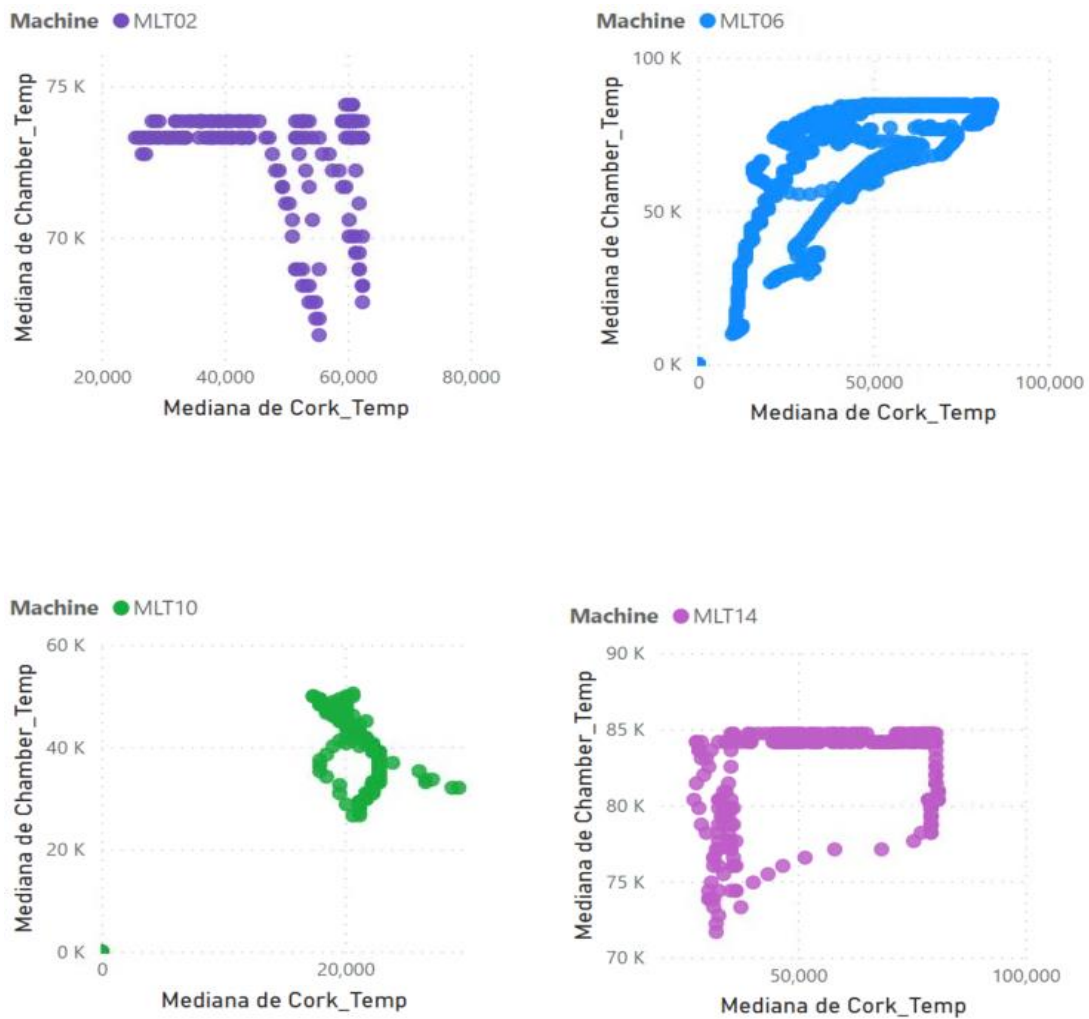 Machine MLT02
75 K
70 K
Mediana de Chamber_Temp
20,000 40,000 60,000 80,000
Mediana de Cork_Temp
Machine MLT06
100 K
50 K
0 K
Mediana de Chamber_Temp
0 50,000 100,000
Mediana de Cork_Temp
Machine MLT10
60 K
40 K
20 K
0 K
Mediana de Chamber_Temp
0 20,000
Mediana de Cork_Temp
Machine MLT14
90 K
85 K
80 K
75 K
70 K
Mediana de Chamber_Temp
50,000 100,000
Mediana de Cork_Temp